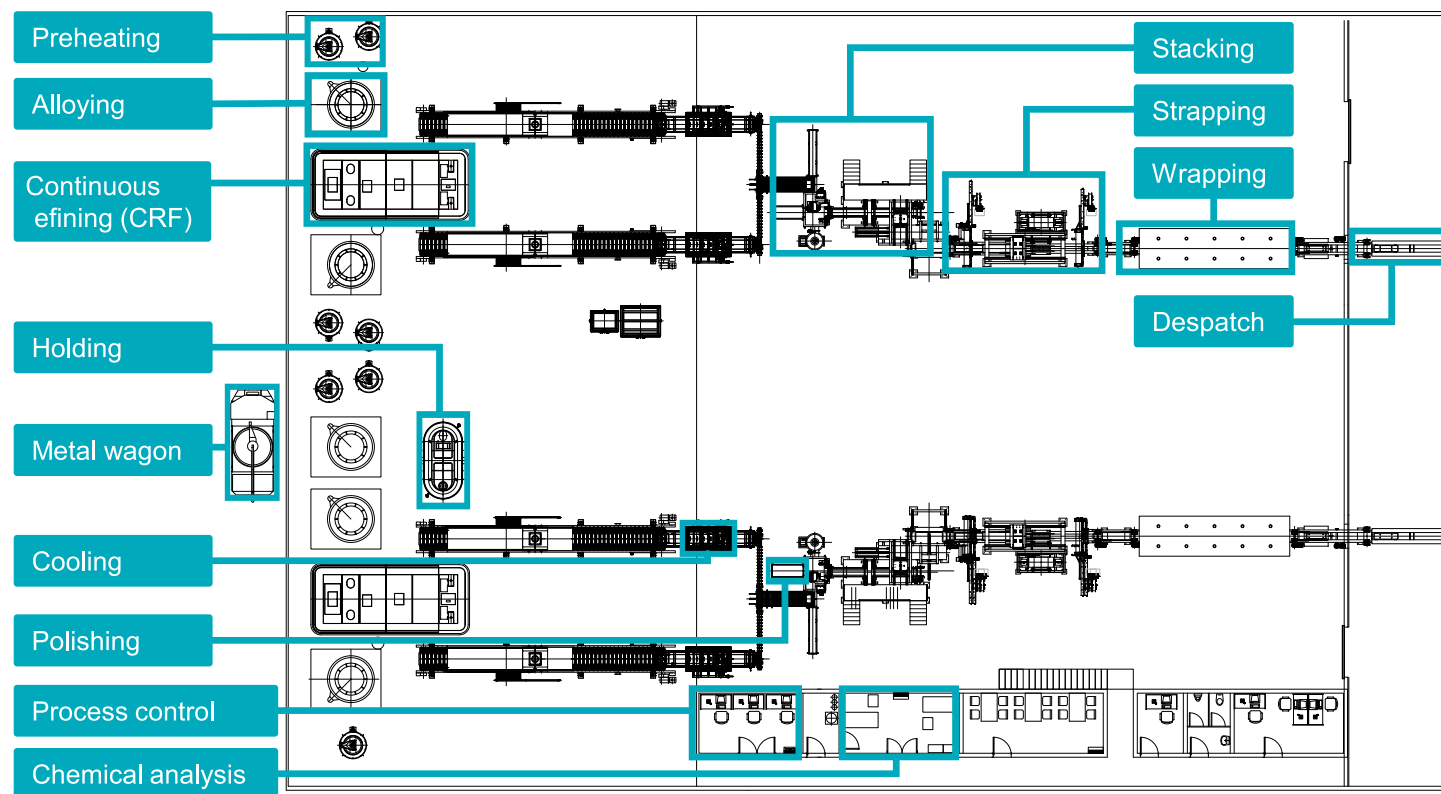 Preheating
Alloying
Continuous
efining (CRF)
Holding
Metal wagon
Cooling
Polishing
Process control
Chemical analysis
Stacking
Strapping
Wrapping
Despatch